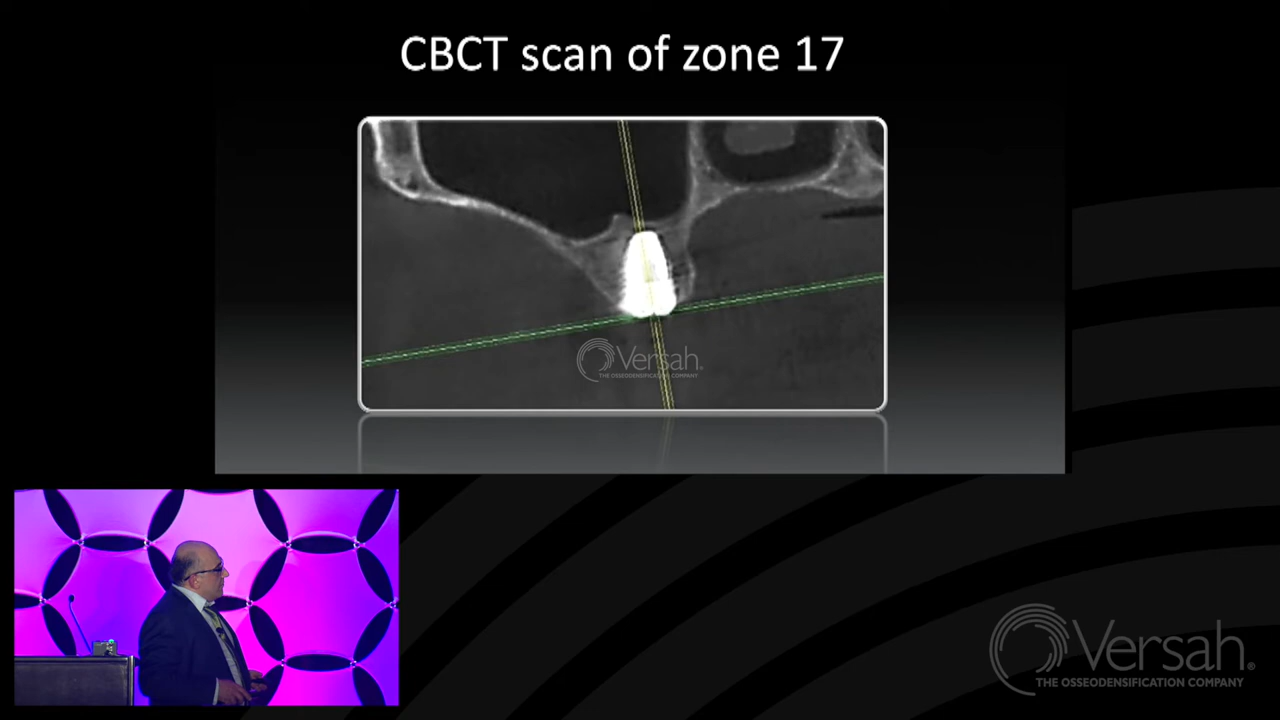 CBCT scan of zone 17
Versah®
THE OSSEODENSIFICATION COMPANY
Versah®
THE OSSEODENSIFICATION COMPANY